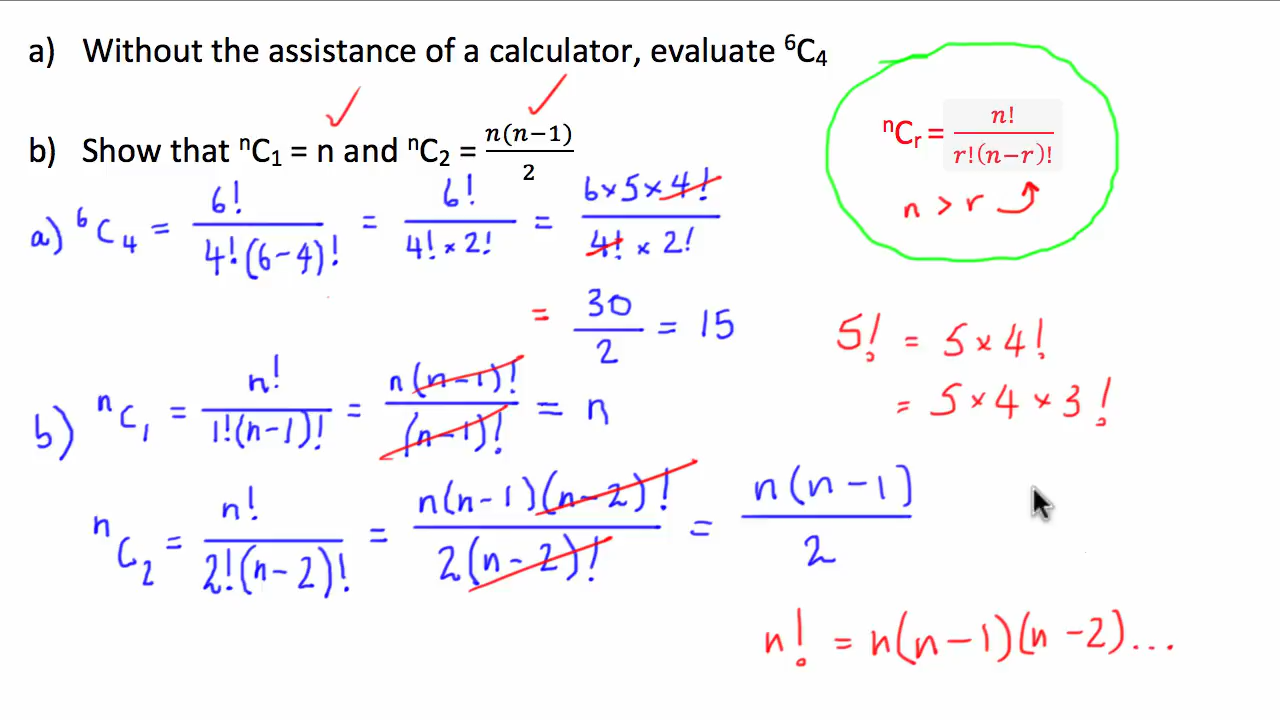 a) Without the assistance of a calculator, evaluate ⁶C₄
b) Show that ⁿC₁ = n and ⁿC₂ = n(n−1)/2
ⁿCᵣ = n!/r!(n−r)!
n > r
a) ⁶C₄ = 6!/4!(6-4)! = 6!/4! × 2! = 6×5×4!/4! × 2!
= 30/2 = 15
5! = 5 × 4!
= 5 × 4 × 3!
b) ⁿC₁ = n!/1!(n-1)! = n(n-1)!/(n-1)! = n
ⁿC₂ = n!/2!(n-2)! = n(n-1)(n-2)!/2(n-2)! = n(n-1)/2
n! = n(n-1)(n-2)...